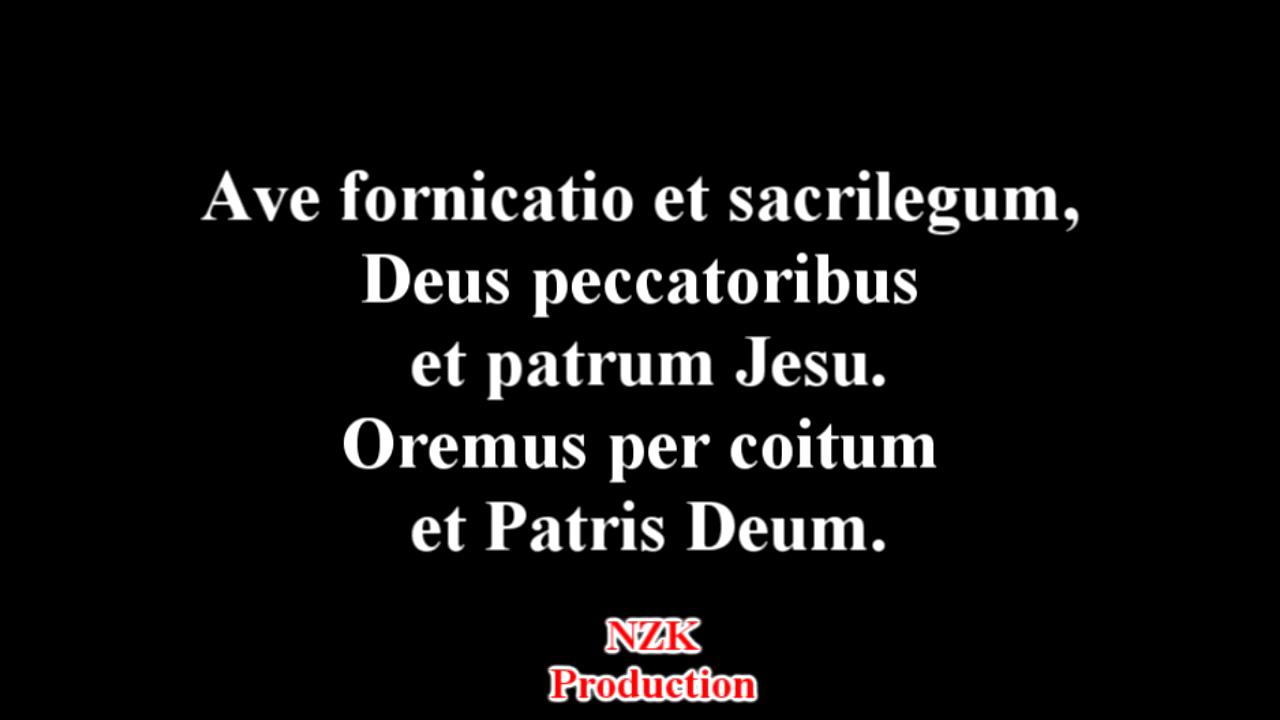 Ave fornicatio et sacrilegum,
Deus peccatoribus
et patrum Jesu.
Oremus per coitum
et Patris Deum.
NZK
Production